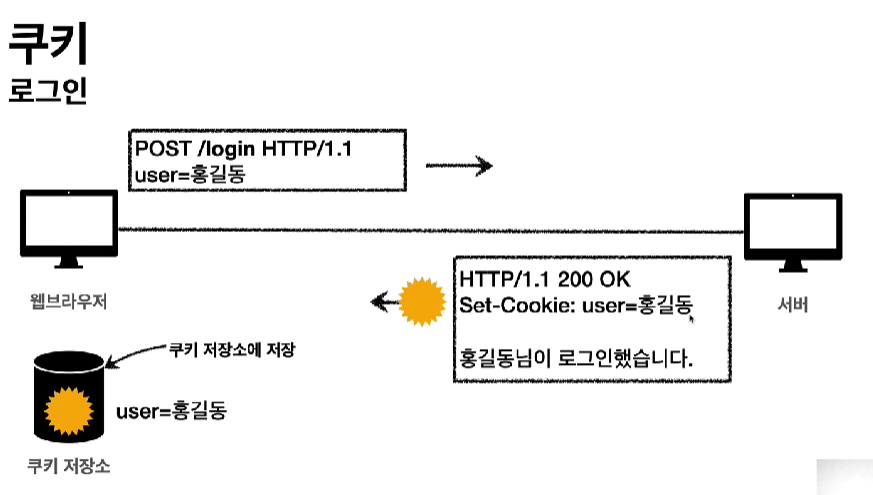 쿠키
로그인
POST /login HTTP/1.1
user=홍길동
HTTP/1.1 200 OK
Set-Cookie: user=홍길동
홍길동님이 로그인했습니다.
웹브라우저
서버
쿠키 저장소에 저장
user=홍길동
쿠키 저장소